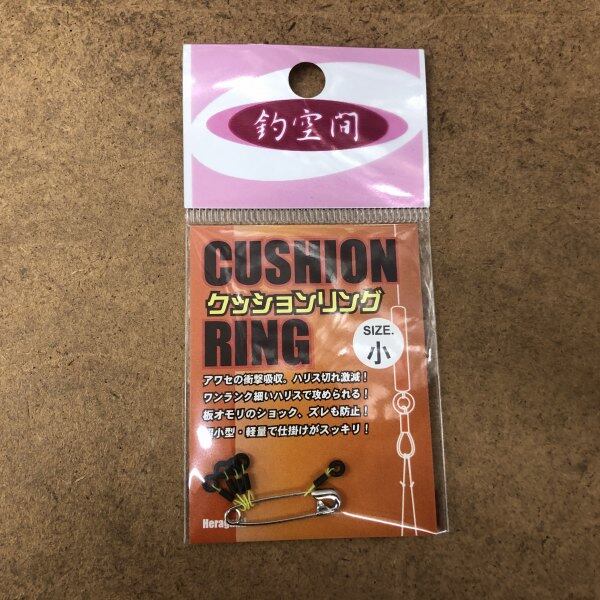 釣空間
CUSHION
クッションリング
RING
SIZE.
小
アワセの衝撃吸収、ハリス切れ激減！
ワンランク細いハリスで攻められる！
板オモリのショック、ズレも防止！
小型・軽量で仕掛けがスッキリ！